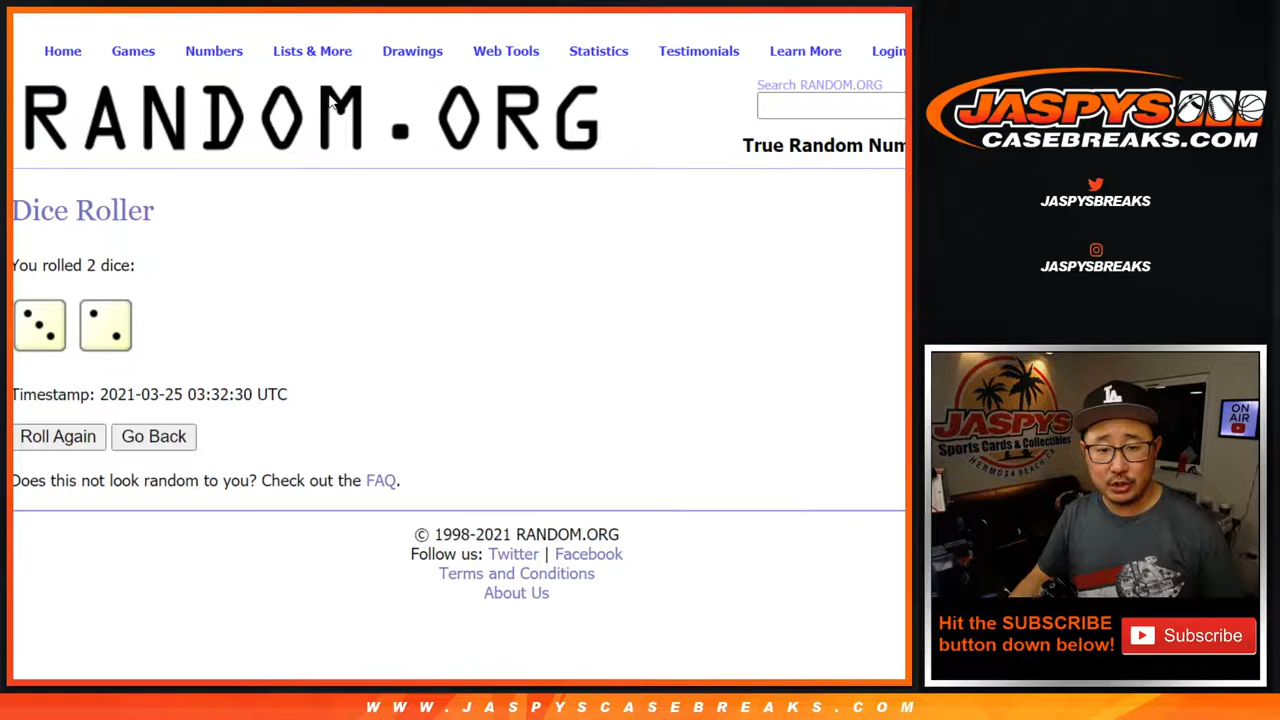 Home Games Numbers Lists & More Drawings Web Tools Statistics Testimonials Learn More Login
RANDOM.ORG
Search RANDOM.ORG
True Random Num
Dice Roller
You rolled 2 dice:
Timestamp: 2021-03-25 03:32:30 UTC
Roll Again Go Back
Does this not look random to you? Check out the FAQ.
© 1998-2021 RANDOM.ORG
Follow us: Twitter | Facebook
Terms and Conditions
About Us
JASPYS
CASEBREAKS.COM
JASPYSBREAKS
JASPYSBREAKS
JASPYS
Sports Cards & Collectibles
HERMOSA BEACH, CA
LA
ON
AIR
Hit the SUBSCRIBE
button down below!
Subscribe
WWW.JASPYSCASEBREAKS.COM